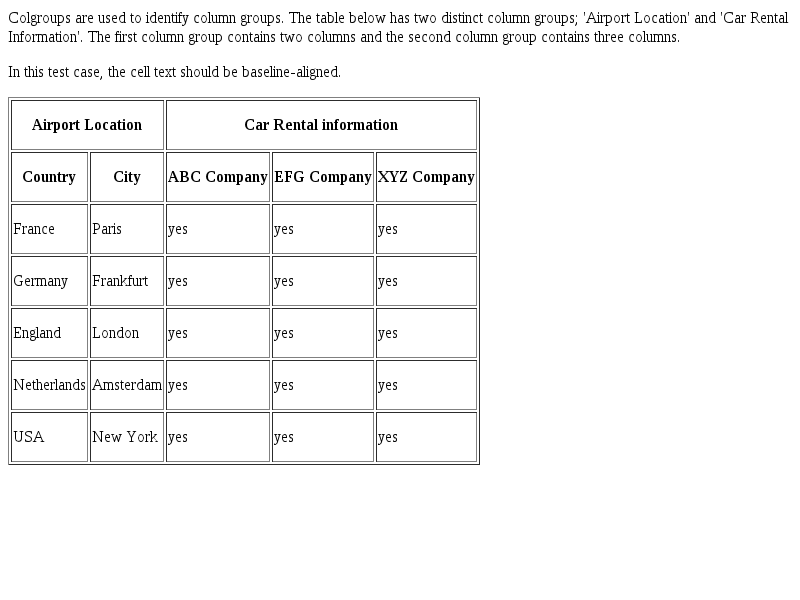 Colgroups are used to identify column groups. The table below has two distinct column groups; 'Airport Location' and 'Car Rental
Information'. The first column group contains two columns and the second column group contains three columns.
In this test case, the cell text should be baseline-aligned.
Airport Location Car Rental information
Country City ABC Company EFG Company XYZ Company
France Paris yes yes yes
Germany Frankfurt yes yes yes
England London yes yes yes
Netherlands Amsterdam yes yes yes
USA New York yes yes yes